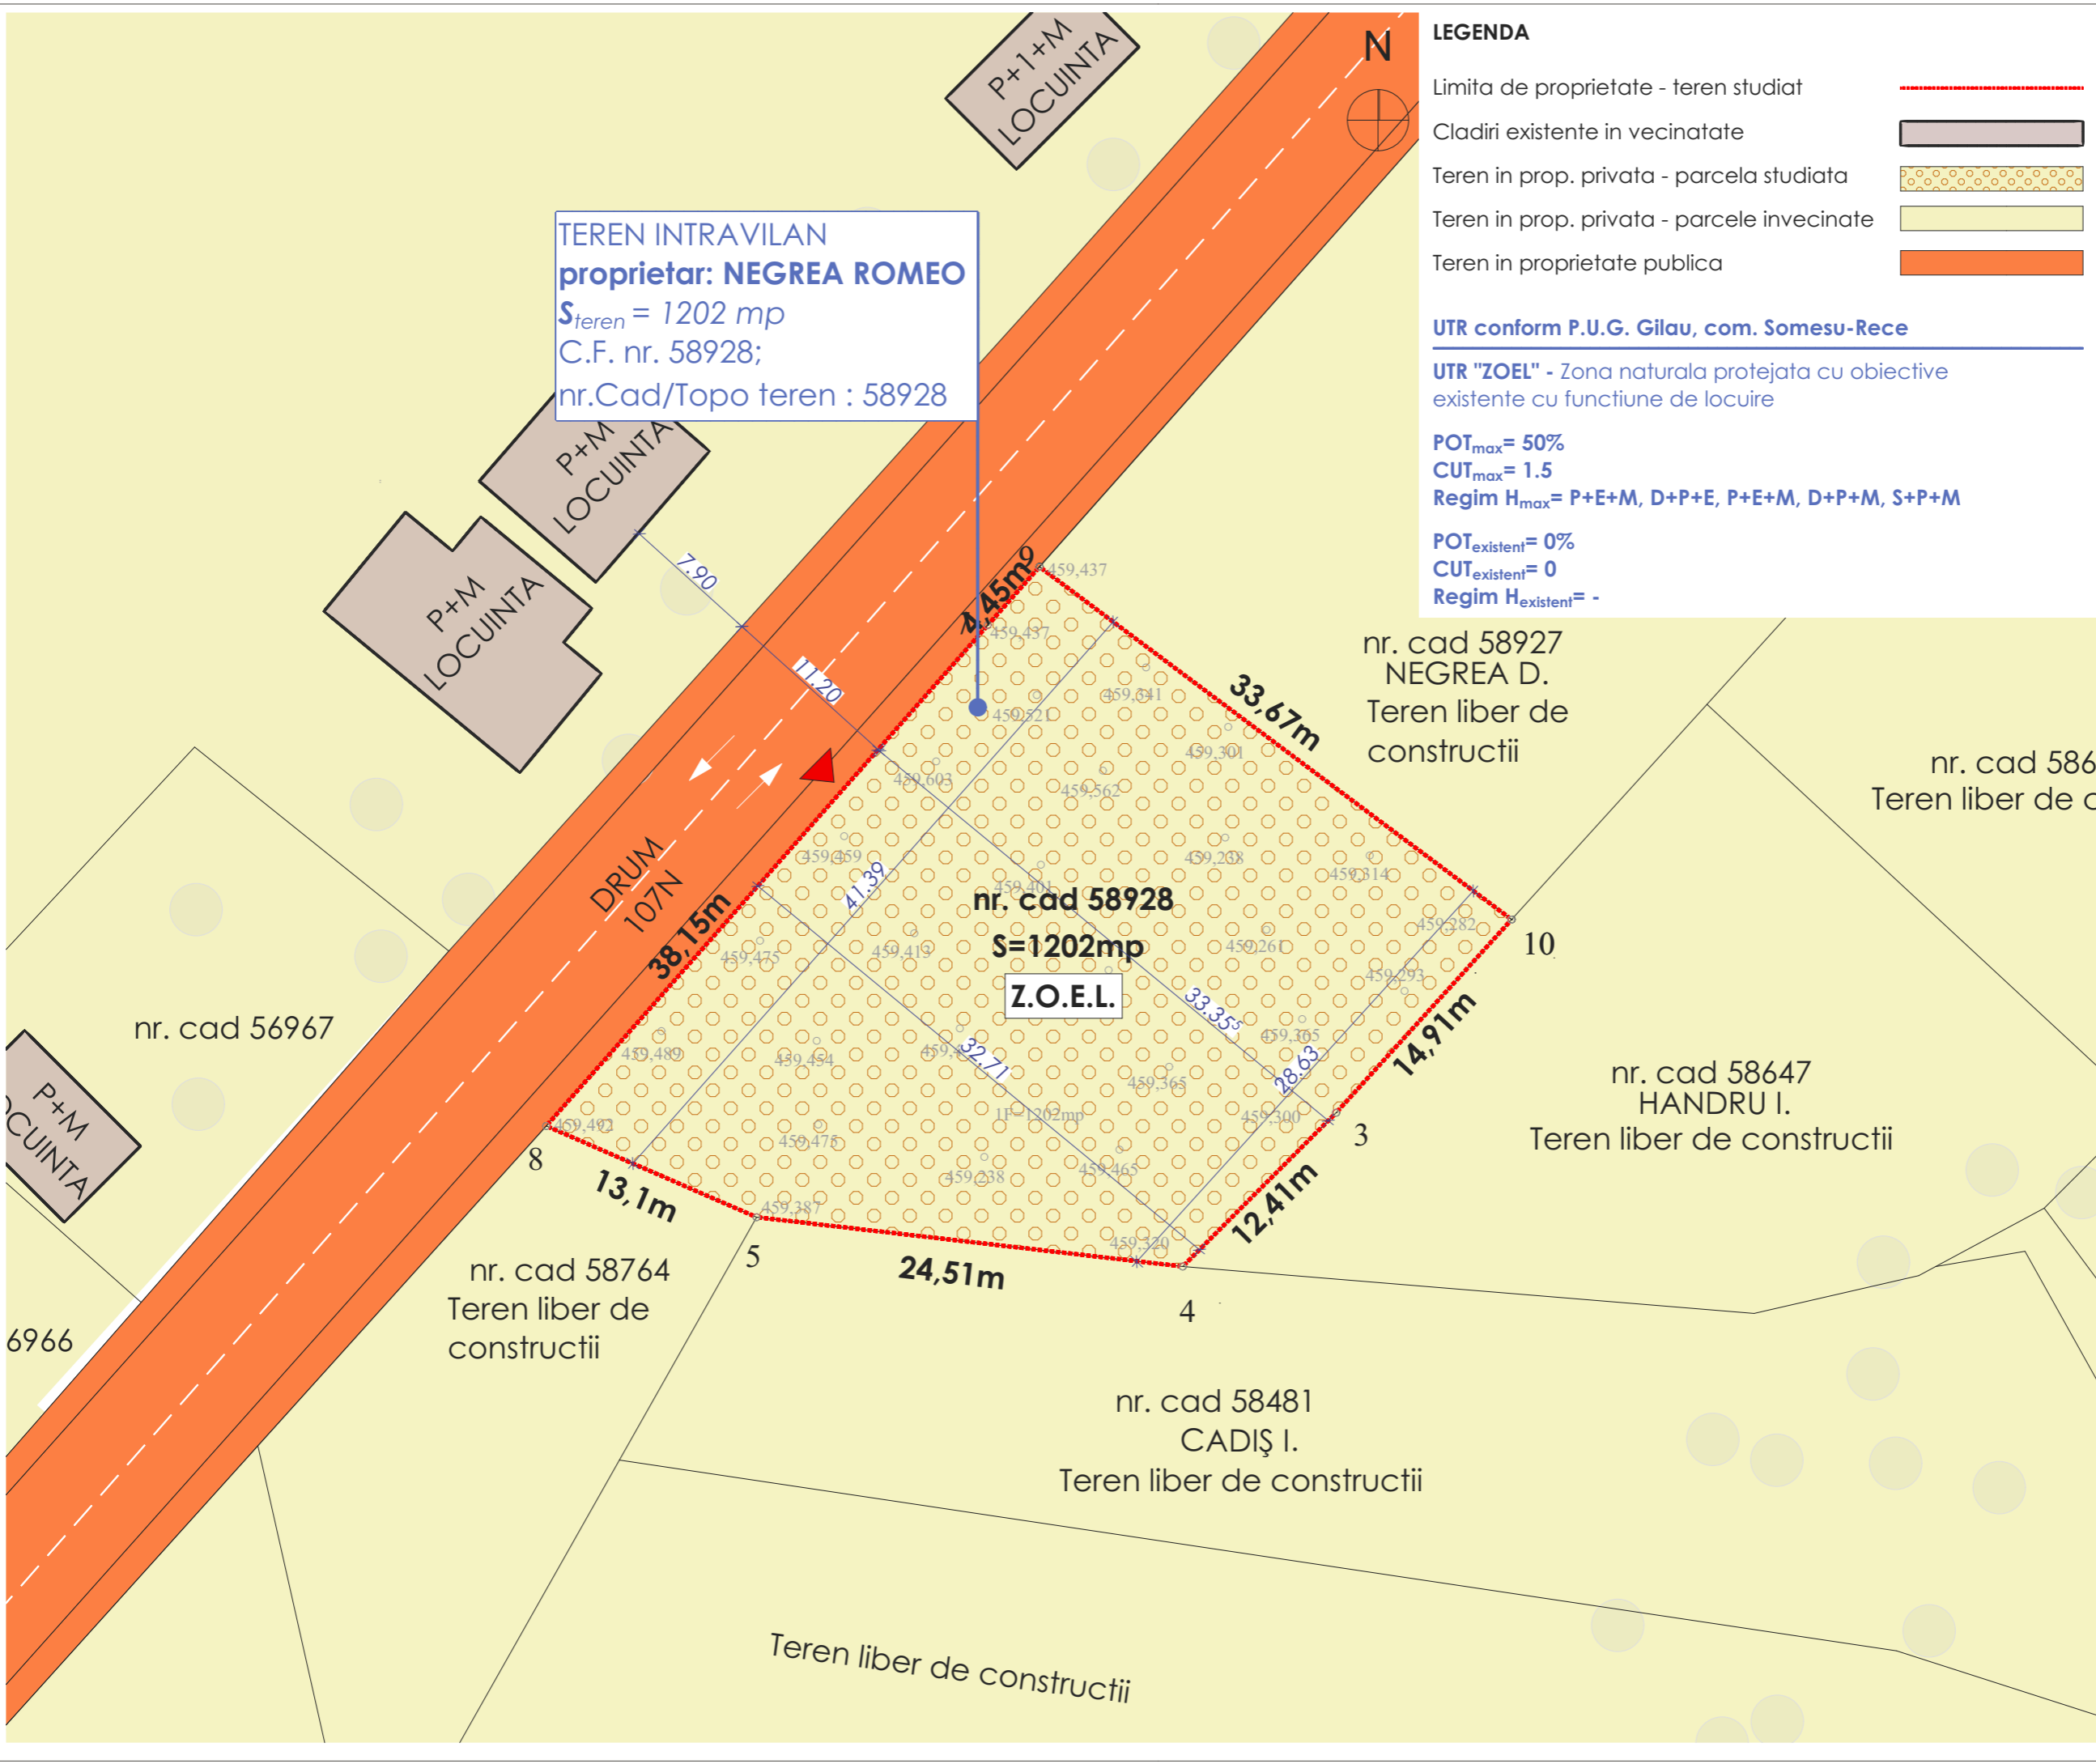 P+1+M
LOCUINTA
N
LEGENDA
Limita de proprietate - teren studiat
Cladiri existente in vecinatate
Teren in prop. privata - parcela studiata
Teren in prop. privata - parcele invecinate
Teren in proprietate publica
UTR conform P.U.G. Gilau, com. Somesu-Rece
UTR "ZOEL" - Zona naturala protejata cu obiective
existente cu functiune de locuire
POTmax= 50%
CUTmax= 1.5
Regim Hmax= P+E+M, D+P+E, P+E+M, D+P+M, S+P+M
POTexistent= 0%
CUTexistent= 0
Regim Hexistent= -
TEREN INTRAVILAN
proprietar: NEGREA ROMEO
Steren = 1202 mp
C.F. nr. 58928;
nr.Cad/Topo teren : 58928
P+M
LOCUINTA
P+M
LOCUINTA
7.90
11.20
9
459,437
459,437
459,341
33,67m
459,521
459,301
459,603
459,562
nr. cad 58927
NEGREA D.
Teren liber de
constructii
nr. cad 586
Teren liber de c
DRUM
107N
38,15m
459,459
41.39
459,238
459,314
459,401
nr. cad 58928
S=1202mp
Z.O.E.L.
459,282
10
459,475
459,413
459,261
459,293
33.35⁵
14,91m
459,365
459,489
459,454
32.71
28.63
459,365
1F=1202mp
459,300
3
nr. cad 56967
P+M
OCUINTA
459,492
8
459,475
459,238
459,465
13,1m
459,387
5
459,320
12,41m
24,51m
4
nr. cad 58647
HANDRU I.
Teren liber de constructii
nr. cad 58764
Teren liber de
constructii
6966
nr. cad 58481
CADIŞ I.
Teren liber de constructii
Teren liber de constructii